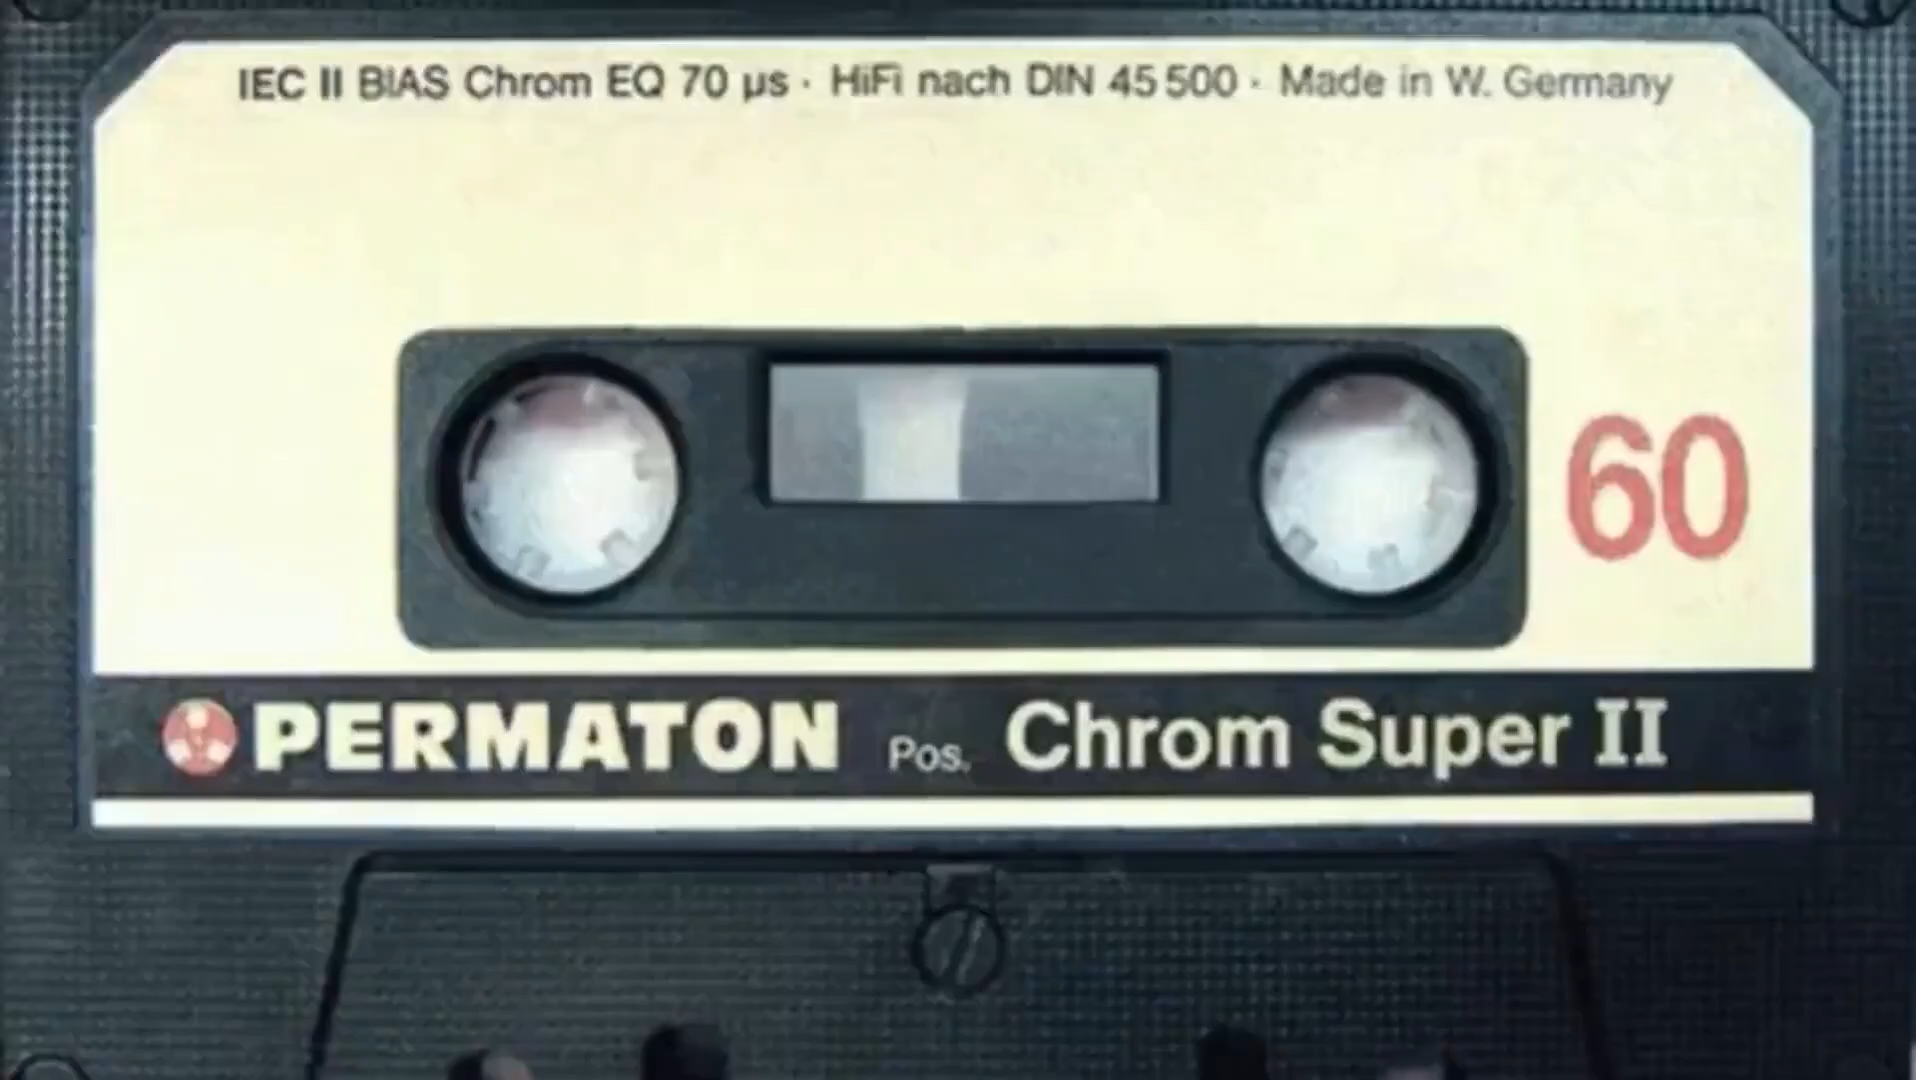 IEC II BIAS Chrom EQ 70 µs · HiFi nach DIN 45 500 · Made in W. Germany
60
PERMATON Pos. Chrom Super II